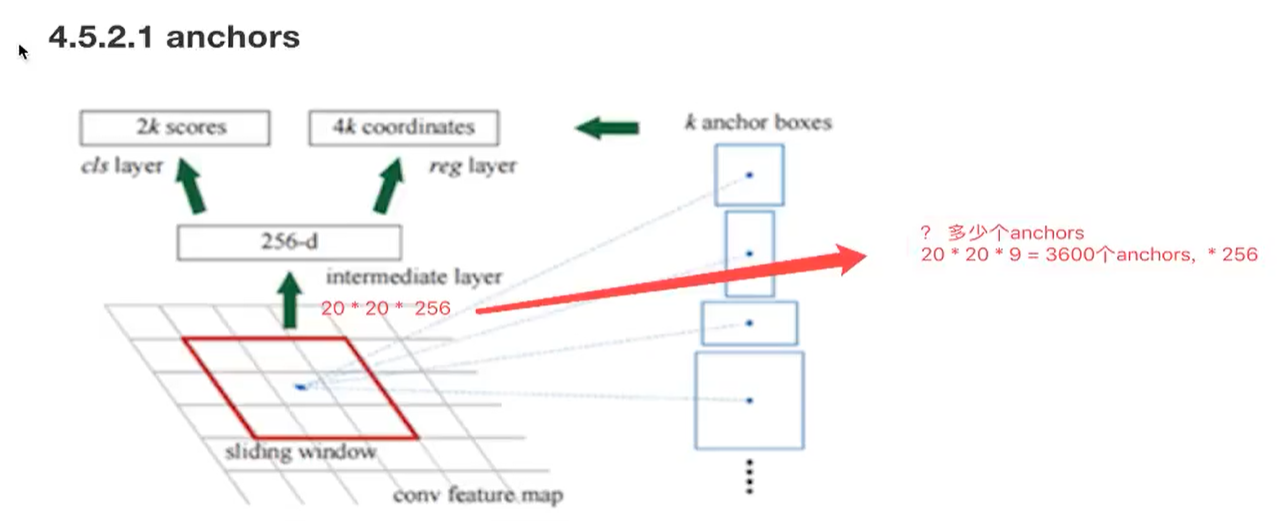 4.5.2.1 anchors
2k scores
4k coordinates
k anchor boxes
cls layer
reg layer
256-d
intermediate layer
20 * 20 * 256
? 多少个anchors
20 * 20 * 9 = 3600个anchors, * 256
sliding window
conv feature map